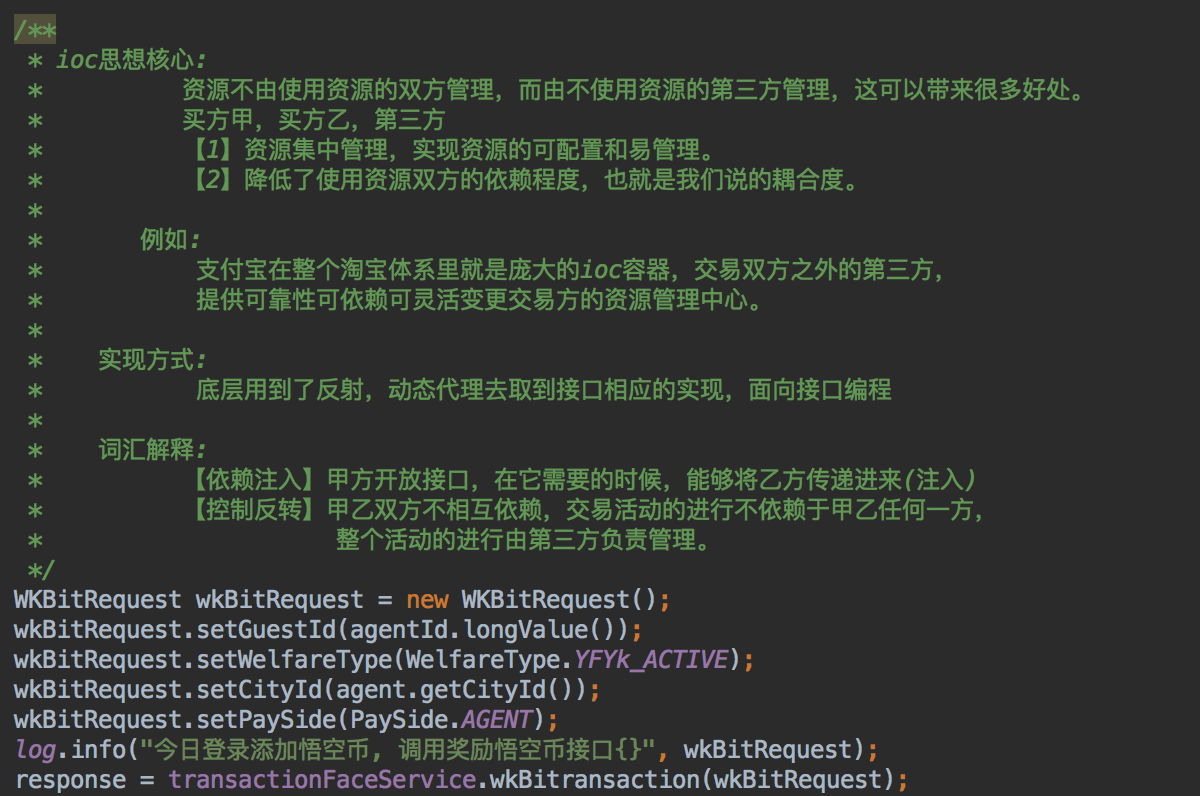 /**
* ioc思想核心:
* 资源不由使用资源的双方管理，而由不使用资源的第三方管理，这可以带来很多好处。
* 买方甲，买方乙，第三方
* 【1】资源集中管理，实现资源的可配置和易管理。
* 【2】降低了使用资源双方的依赖程度，也就是我们说的耦合度。
*
* 例如:
* 支付宝在整个淘宝体系里就是庞大的ioc容器，交易双方之外的第三方，
* 提供可靠性可依赖可灵活变更交易方的资源管理中心。
*
* 实现方式:
* 底层用到了反射，动态代理去取到接口相应的实现，面向接口编程
*
* 词汇解释:
* 【依赖注入】甲方开放接口，在它需要的时候，能够将乙方传递进来(注入)
* 【控制反转】甲乙双方不相互依赖，交易活动的进行不依赖于甲乙任何一方，
* 整个活动的进行由第三方负责管理。
*/
WKBitRequest wkBitRequest = new WKBitRequest();
wkBitRequest.setGuestId(agentId.longValue());
wkBitRequest.setWelfareType(WelfareType.YFYk_ACTIVE);
wkBitRequest.setCityId(agent.getCityId());
wkBitRequest.setPaySide(PaySide.AGENT);
log.info("今日登录添加悟空币, 调用奖励悟空币接口{}", wkBitRequest);
response = transactionFaceService.wkBitransaction(wkBitRequest);